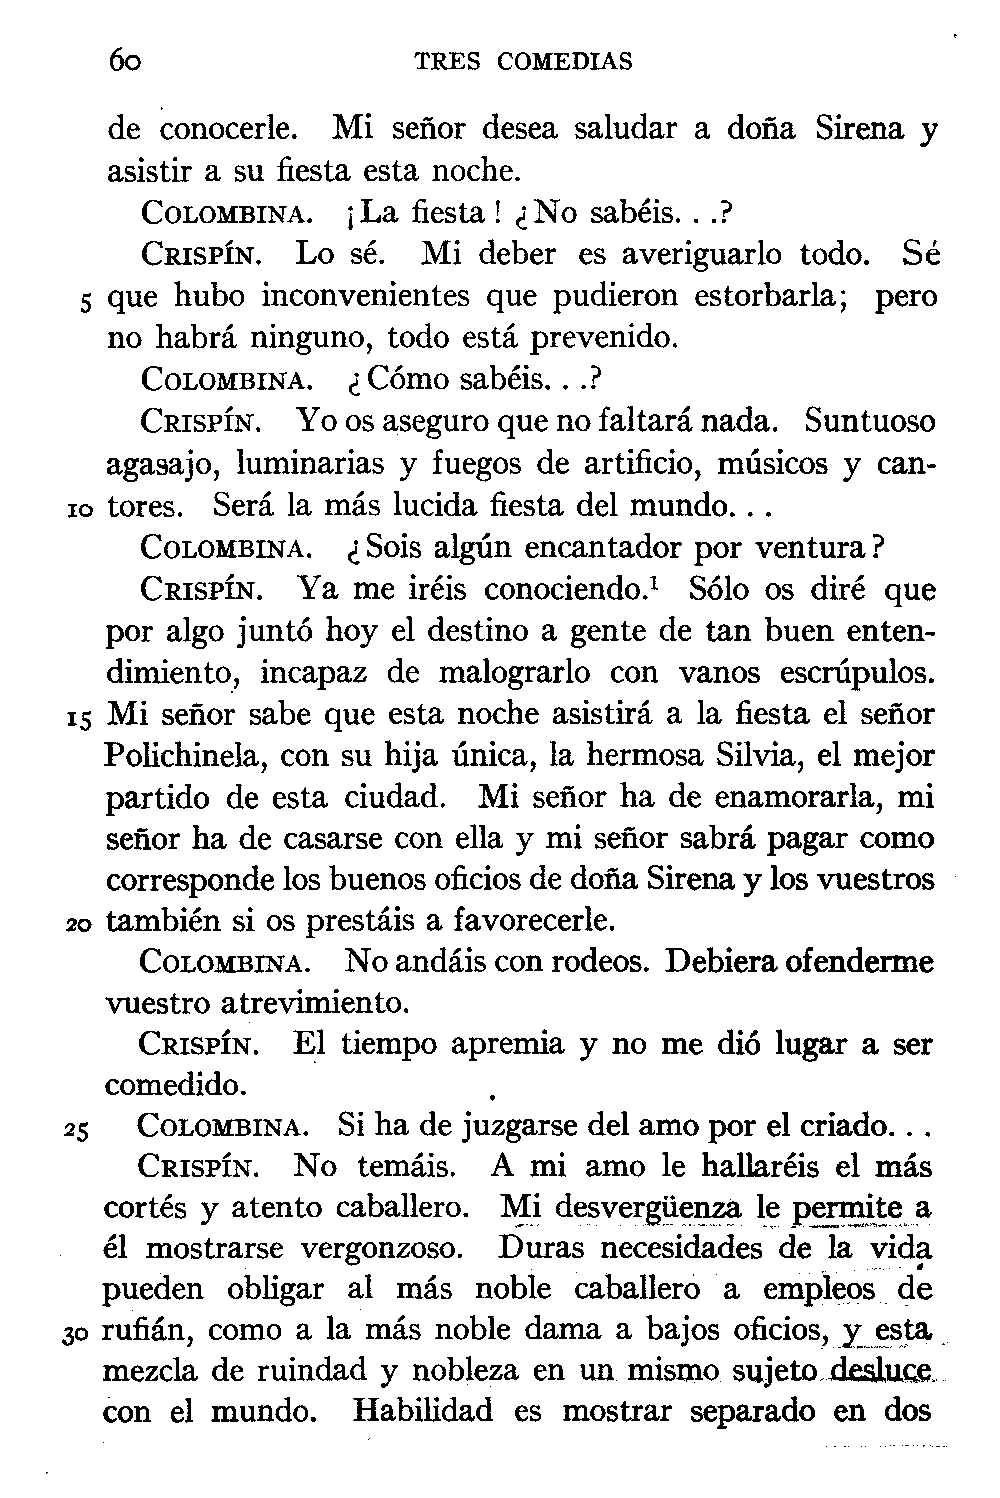 60 TRES COMEDIAS
de conocerle. Mi señor desea saludar a doña Sirena y
asistir a su fiesta esta noche.
COLOMBINA. ¡La fiesta! ¿No sabéis. . .?
CRISPÍN. Lo sé. Mi deber es averiguarlo todo. Sé
5 que hubo inconvenientes que pudieron estorbarla; pero
no habrá ninguno, todo está prevenido.
COLOMBINA. ¿Cómo sabéis. . .?
CRISPÍN. Yo os aseguro que no faltará nada. Suntuoso
agasajo, luminarias y fuegos de artificio, músicos y can-
10 tores. Será la más lucida fiesta del mundo. . .
COLOMBINA. ¿Sois algún encantador por ventura?
CRISPÍN. Ya me iréis conociendo.¹ Sólo os diré que
por algo juntó hoy el destino a gente de tan buen enten-
dimiento, incapaz de malograrlo con vanos escrúpulos.
15 Mi señor sabe que esta noche asistirá a la fiesta el señor
Polichinela, con su hija única, la hermosa Silvia, el mejor
partido de esta ciudad. Mi señor ha de enamorarla, mi
señor ha de casarse con ella y mi señor sabrá pagar como
corresponde los buenos oficios de doña Sirena y los vuestros
20 también si os prestáis a favorecerle.
COLOMBINA. No andáis con rodeos. Debiera ofenderme
vuestro atrevimiento.
CRISPÍN. El tiempo apremia y no me dió lugar a ser
comedido.
25 COLOMBINA. Si ha de juzgarse del amo por el criado. . .
CRISPÍN. No temáis. A mi amo le hallaréis el más
cortés y atento caballero. Mi desvergüenza le permite a
él mostrarse vergonzoso. Duras necesidades de la vida
pueden obligar al más noble caballero a empleos de
30 rufián, como a la más noble dama a bajos oficios, y esta
mezcla de ruindad y nobleza en un mismo sujeto desluce
con el mundo. Habilidad es mostrar separado en dos